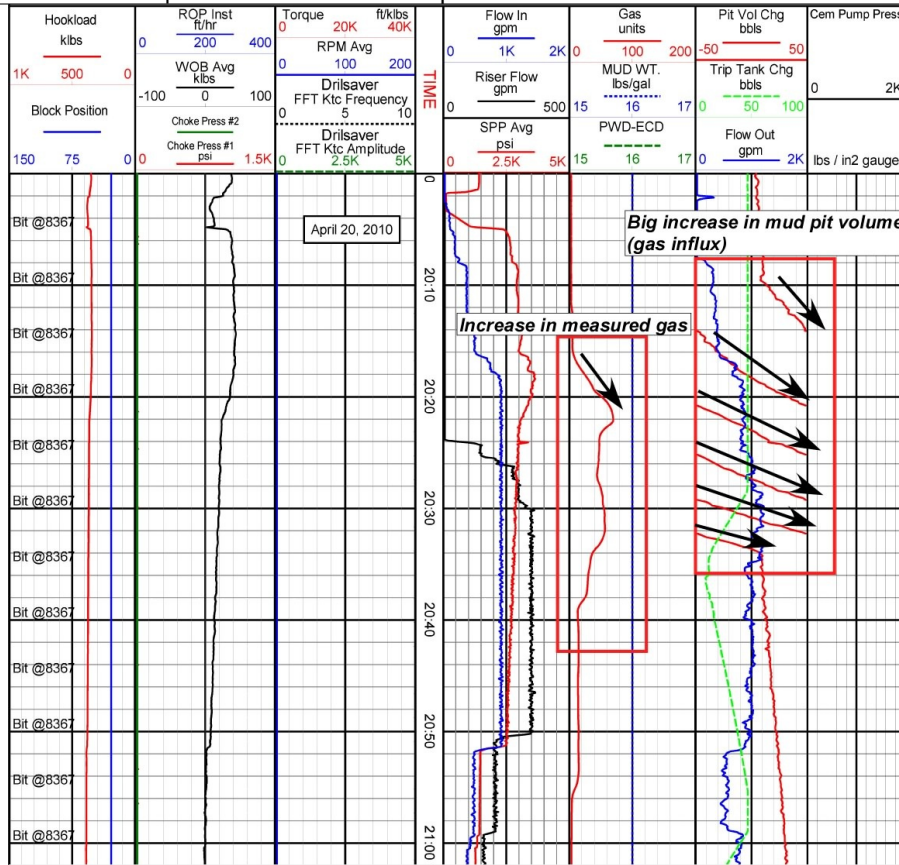 Hookload
klbs
1K 500 0
Block Position
150 75 0
ROP Inst
ft/hr
0 200 400
WOB Avg
klbs
-100 0 100
Choke Press #2
Choke Press #1
psi
0 1.5K
Torque ft/klbs
0 20K 40K
RPM Avg
0 100 200
Drilsaver
FFT Ktc Frequency
0 5 10
Drilsaver
FFT Ktc Amplitude
0 2.5K 5K
TIME
Flow In
gpm
0 1K 2K
Riser Flow
gpm
0 500
SPP Avg
psi
0 2.5K 5K
Gas
units
0 100 200
MUD WT.
lbs/gal
15 16 17
PWD-ECD
15 16 17
Pit Vol Chg
bbls
-50 50
Trip Tank Chg
bbls
0 50 100
Flow Out
gpm
0 2K
Cem Pump Press
0 2K
lbs / in2 gauge
0
Bit @8367
April 20, 2010
Big increase in mud pit volume
(gas influx)
Bit @8367
20:10
Bit @8367
Increase in measured gas
Bit @8367
20:20
Bit @8367
Bit @8367
20:30
Bit @8367
Bit @8367
20:40
Bit @8367
Bit @8367
20:50
Bit @8367
Bit @8367
21:00